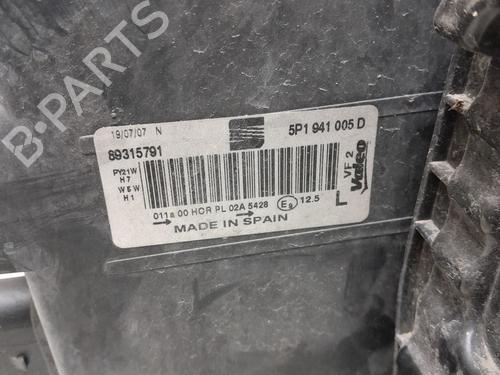 B-PARTS
19/07/07 N
5P1 941 005 D
89315791
PY21W
H7
W5W
H1
VF 2
Valeo
L
011a 00 HCR PL 02A 5428 E9 12.5
MADE IN SPAIN